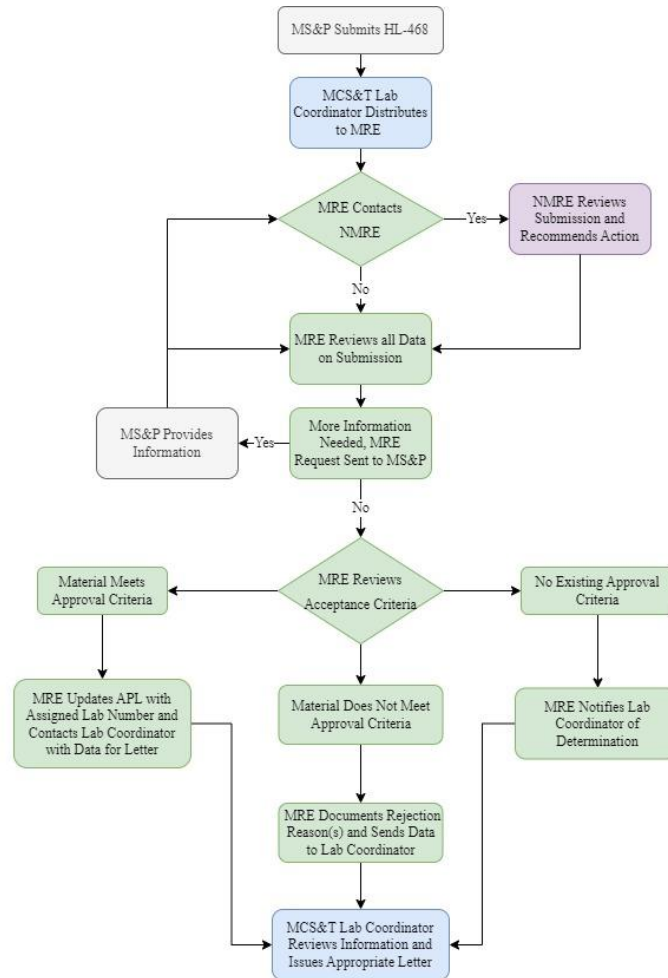 MS&P Submits HL-468
MCS&T Lab
Coordinator Distributes
to MRE
MRE Contacts
NMRE
Yes
NMRE Reviews
Submission and
Recommends Action
No
MRE Reviews all Data
on Submission
More Information
Needed, MRE
Request Sent to MS&P
Yes
MS&P Provides
Information
No
MRE Reviews
Acceptance Criteria
Material Meets
Approval Criteria
No Existing Approval
Criteria
MRE Updates APL with
Assigned Lab Number and
Contacts Lab Coordinator
with Data for Letter
Material Does Not Meet
Approval Criteria
MRE Notifies Lab
Coordinator of
Determination
MRE Documents Rejection
Reason(s) and Sends Data
to Lab Coordinator
MCS&T Lab Coordinator
Reviews Information and
Issues Appropriate Letter